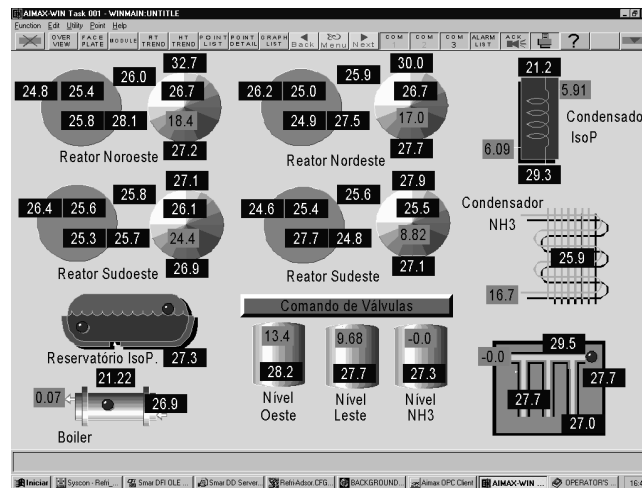 AIMAX-WIN Task 001 - WINMAIN:UNTITLE
Function Edit Utility Point Help
OVER VIEW FACE PLATE MODULE RT TREND HT TREND POINT LIST POINT DETAIL GRAPH LIST Back Menu Next COM 1 COM 2 COM 3 ALARM LIST ACK ?
32.7
26.0
24.8 25.4 26.7
25.8 28.1 18.4
27.2
Reator Noroeste
30.0
25.9
26.2 25.0 26.7
24.9 27.5 17.0
27.7
Reator Nordeste
21.2
5.91
Condensado
IsoP
6.09
29.3
27.1
25.8
26.4 25.6 26.1
25.3 25.7 24.4
26.9
Reator Sudoeste
27.9
25.6
24.6 25.4 25.5
27.7 24.8 8.82
27.1
Reator Sudeste
Condensador
NH3
25.9
16.7
Reservatório IsoP. 27.3
21.22
0.07 26.9
Boiler
Comando de Válvulas
13.4 9.68 -0.0
28.2 27.7 27.3
Nível Oeste
Nível Leste
Nível NH3
29.5
-0.0
27.7
27.7
27.0
Iniciar Syscon - Refri_... Smar DFI OLE ... Smar DD Server... Refri-Adsor.CFG... BACKGROUND... Aimax OPC Client AIMAX-WIN ... OPERATOR'S ... 16:4